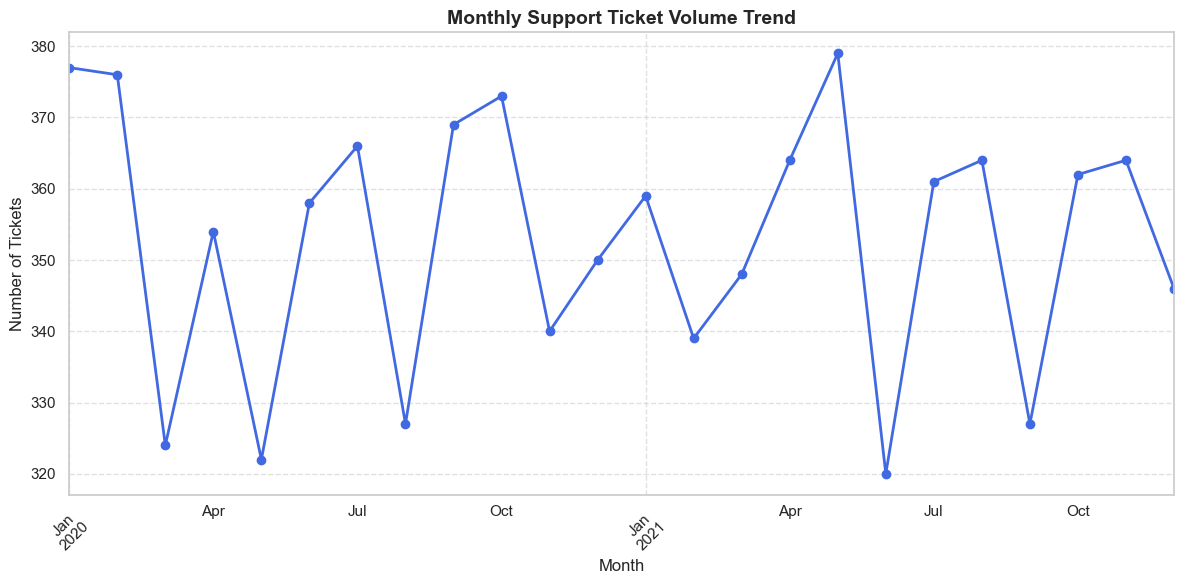 Monthly Support Ticket Volume Trend
Number of Tickets
380
370
360
350
340
330
320
Jan
2020
Apr
Jul
Oct
Jan
2021
Apr
Jul
Oct
Month